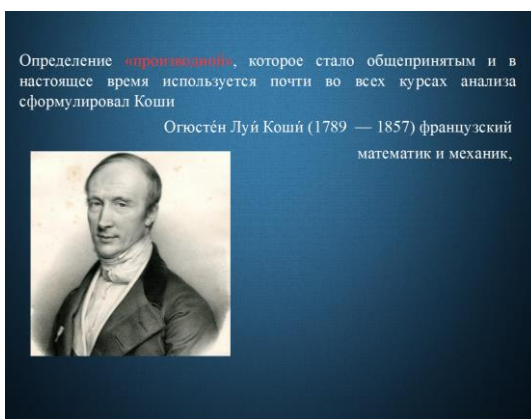 Определение «производной», которое стало общепринятым и в
настоящее время используется почти во всех курсах анализа
сформулировал Коши
Огюсте́н Луи́ Коши́ (1789 — 1857) французский
математик и механик,